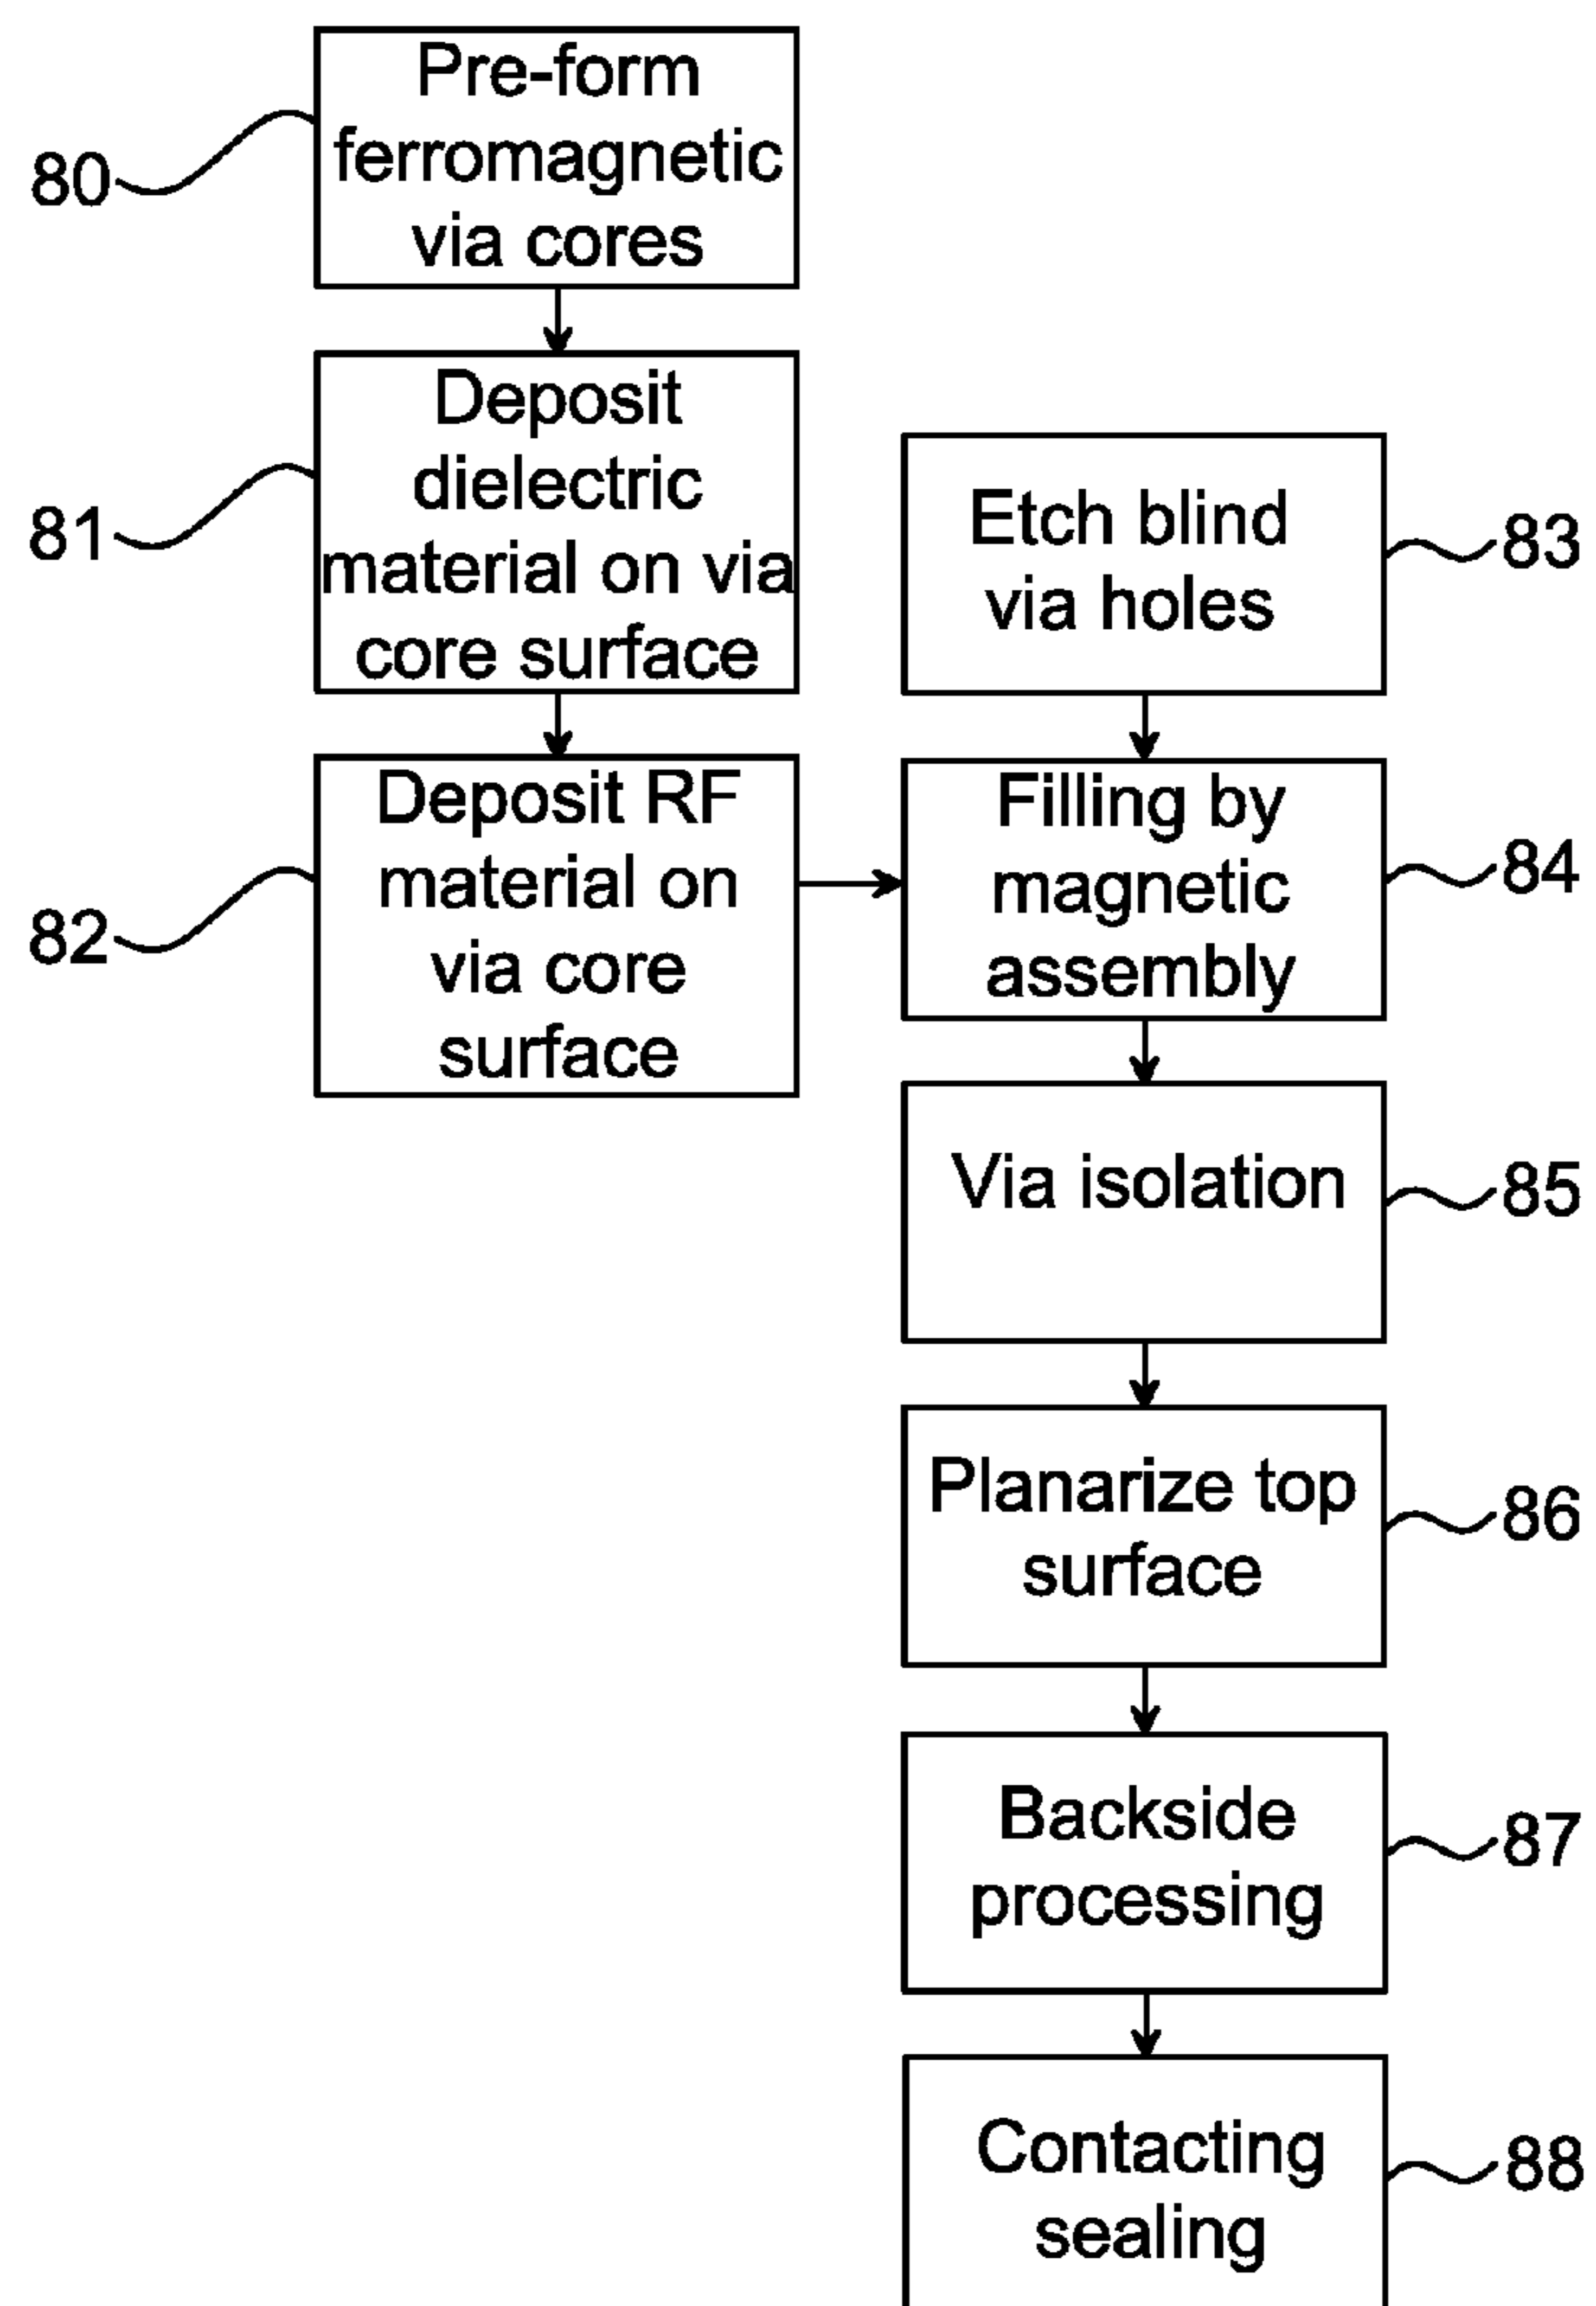 Pre-form
ferromagnetic
via cores
80
Deposit
dielectric
material on via
core surface
81
Deposit RF
material on
via core
surface
82
Etch blind
via holes
83
Filling by
magnetic
assembly
84
Via isolation
85
Planarize top
surface
86
Backside
processing
87
Contacting
sealing
88